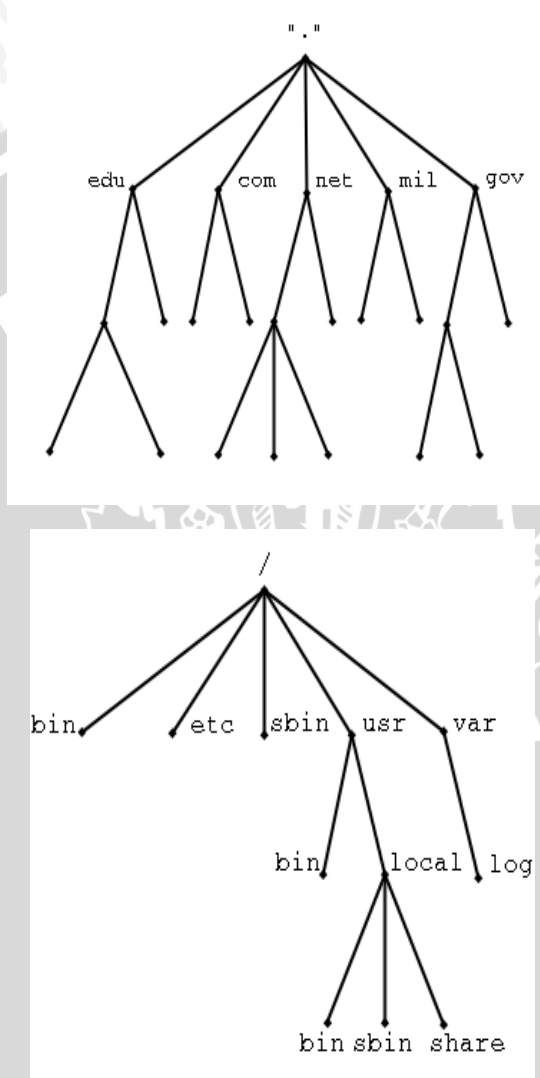 "."
edu com net mil gov
/
bin etc sbin usr var
bin local log
bin sbin share